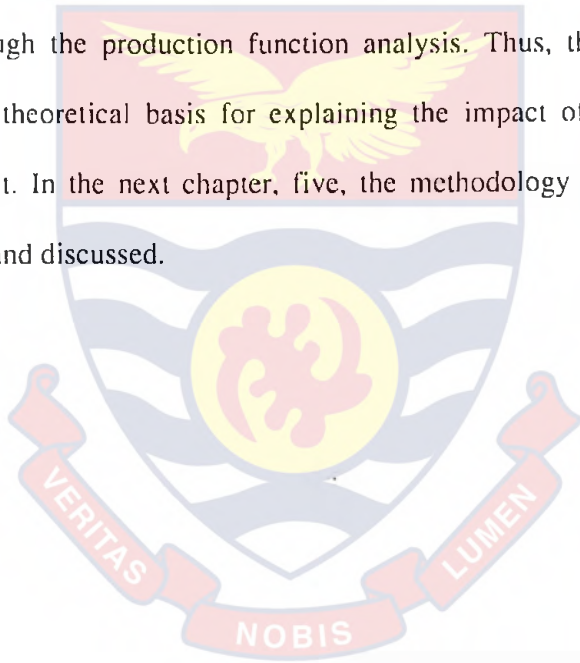 ugh the production function analysis. Thus, th
theoretical basis for explaining the impact of
t. In the next chapter, five, the methodology
and discussed.
VERITAS
NOBIS
LUMEN